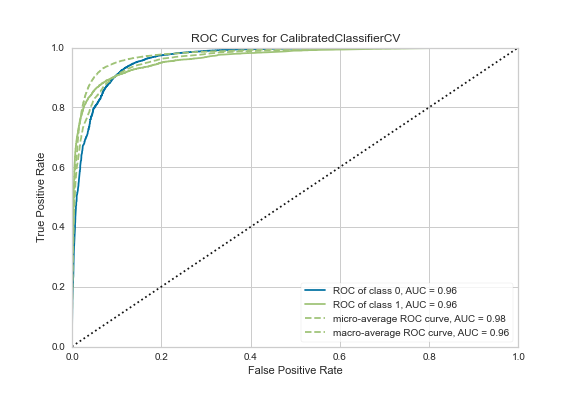 ROC Curves for CalibratedClassifierCV
1.0
0.8
0.6
0.4
0.2
0.0
True Positive Rate
ROC of class 0, AUC = 0.96
ROC of class 1, AUC = 0.96
micro-average ROC curve, AUC = 0.98
macro-average ROC curve, AUC = 0.96
0.0 0.2 0.4 0.6 0.8 1.0
False Positive Rate